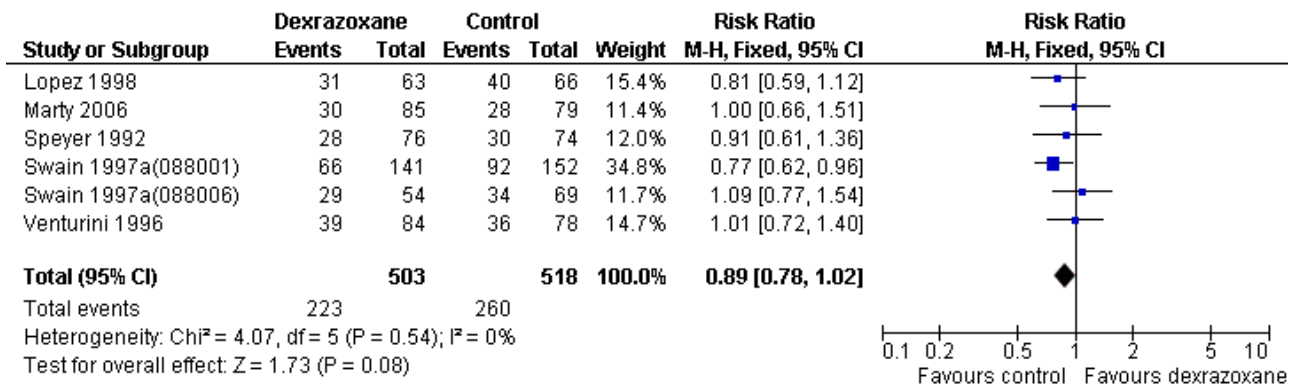 Dexrazoxane Control Risk Ratio Risk Ratio
Study or Subgroup Events Total Events Total Weight M-H, Fixed, 95% CI M-H, Fixed, 95% CI
Lopez 1998 31 63 40 66 15.4% 0.81 [0.59, 1.12]
Marty 2006 30 85 28 79 11.4% 1.00 [0.66, 1.51]
Speyer 1992 28 76 30 74 12.0% 0.91 [0.61, 1.36]
Swain 1997a(088001) 66 141 92 152 34.8% 0.77 [0.62, 0.96]
Swain 1997a(088006) 29 54 34 69 11.7% 1.09 [0.77, 1.54]
Venturini 1996 39 84 36 78 14.7% 1.01 [0.72, 1.40]
Total (95% CI) 503 518 100.0% 0.89 [0.78, 1.02]
Total events 223 260
Heterogeneity: Chi² = 4.07, df = 5 (P = 0.54); I² = 0%
Test for overall effect: Z = 1.73 (P = 0.08)
0.1 0.2 0.5 1 2 5 10
Favours control Favours dexrazoxane